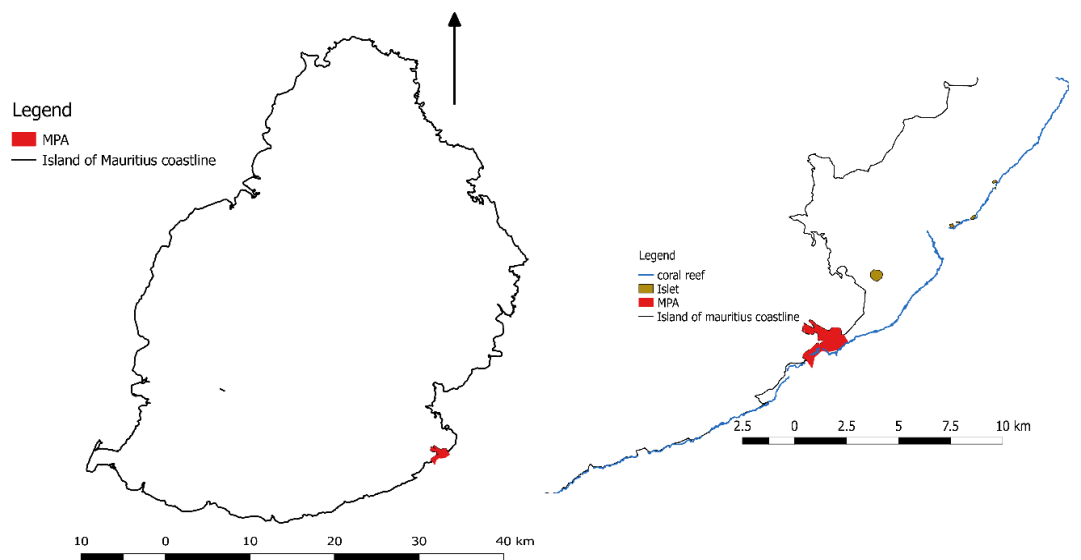 Legend
MPA
Island of Mauritius coastline
10 0 10 20 30 40 km
Legend
coral reef
Islet
MPA
Island of mauritius coastline
2.5 0 2.5 5 7.5 10 km